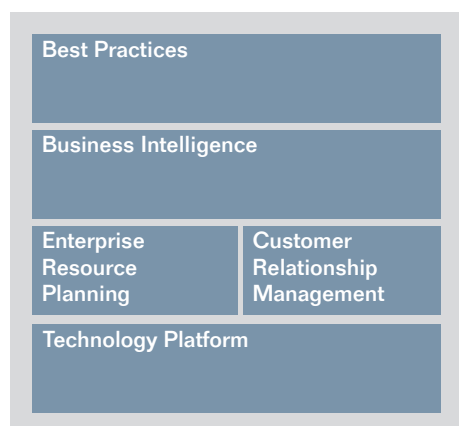 Best Practices
Business Intelligence
Enterprise
Resource
Planning
Customer
Relationship
Management
Technology Platform